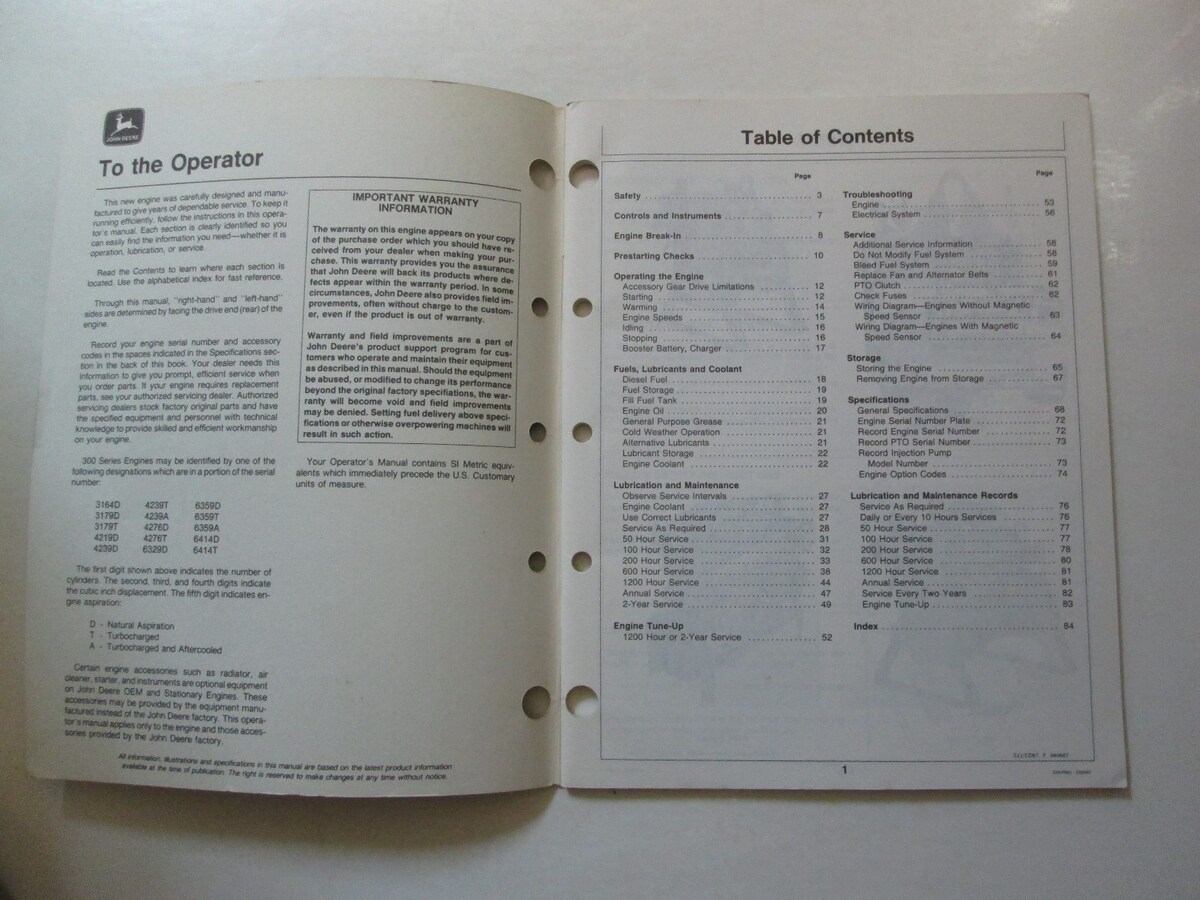 JOHN DEERE
To the Operator
This new engine was carefully designed and manu-
factured to give years of dependable service. To keep it
running efficiently, follow the instructions in this opera-
tor's manual. Each section is clearly identified so you
can easily find the information you need—whether it is
operation, lubrication, or service.
Read the Contents to learn where each section is
located. Use the alphabetical index for fast reference.
Through this manual, "right-hand" and "left-hand"
sides are determined by facing the drive end (rear) of the
engine.
Record your engine serial number and accessory
codes in the spaces indicated in the Specifications sec-
tion in the back of this book. Your dealer needs this
information to give you prompt, efficient service when
you order parts. If your engine requires replacement
parts, see your authorized servicing dealer. Authorized
servicing dealers stock factory original parts and have
the specified equipment and personnel with technical
knowledge to provide skilled and efficient workmanship
on your engine.
300 Series Engines may be identified by one of the
following designations which are in a portion of the serial
number:
3164D 4239T 6359D
3179D 4239A 6359T
3179T 4276D 6359A
4219D 4276T 6414D
4239D 6329D 6414T
The first digit shown above indicates the number of
cylinders. The second, third, and fourth digits indicate
the cubic inch displacement. The fifth digit indicates en-
gine aspiration:
D - Natural Aspiration
T - Turbocharged
A - Turbocharged and Aftercooled
Certain engine accessories such as radiator, air
cleaner, starter, and instruments are optional equipment
on John Deere OEM and Stationary Engines. These
accessories may be provided by the equipment manu-
factured instead of the John Deere factory. This opera-
tor's manual applies only to the engine and those acces-
sories provided by the John Deere factory.
IMPORTANT WARRANTY
INFORMATION
The warranty on this engine appears on your copy
of the purchase order which you should have re-
ceived from your dealer when making your pur-
chase. This warranty provides you the assurance
that John Deere will back its products where de-
fects appear within the warranty period. In some
circumstances, John Deere also provides field im-
provements, often without charge to the custom-
er, even if the product is out of warranty.
Warranty and field improvements are a part of
John Deere's product support program for cus-
tomers who operate and maintain their equipment
as described in this manual. Should the equipment
be abused, or modified to change its performance
beyond the original factory specifications, the war-
ranty will become void and field improvements
may be denied. Setting fuel delivery above speci-
fications or otherwise overpowering machines will
result in such action.
Your Operator's Manual contains SI Metric equiv-
alents which immediately precede the U.S. Customary
units of measure.
All information, illustrations and specifications in this manual are based on the latest product information
available at the time of publication. The right is reserved to make changes at any time without notice.
Table of Contents
Page
Safety 3
Controls and Instruments 7
Engine Break-In 8
Prestarting Checks 10
Operating the Engine
Accessory Gear Drive Limitations 12
Starting 12
Warming 14
Engine Speeds 15
Idling 16
Stopping 16
Booster Battery, Charger 17
Fuels, Lubricants and Coolant
Diesel Fuel 18
Fuel Storage 19
Fill Fuel Tank 19
Engine Oil 20
General Purpose Grease 21
Cold Weather Operation 21
Alternative Lubricants 21
Lubricant Storage 22
Engine Coolant 22
Lubrication and Maintenance
Observe Service Intervals 27
Engine Coolant 27
Use Correct Lubricants 27
Service As Required 28
50 Hour Service 31
100 Hour Service 32
200 Hour Service 33
600 Hour Service 38
1200 Hour Service 44
Annual Service 47
2-Year Service 49
Engine Tune-Up
1200 Hour or 2-Year Service 52
Page
Troubleshooting
Engine 53
Electrical System 56
Service
Additional Service Information 58
Do Not Modify Fuel System 58
Bleed Fuel System 59
Replace Fan and Alternator Belts 61
PTO Clutch 62
Check Fuses 62
Wiring Diagram—Engines Without Magnetic
Speed Sensor 63
Wiring Diagram—Engines With Magnetic
Speed Sensor 64
Storage
Storing the Engine 65
Removing Engine from Storage 67
Specifications
General Specifications 68
Engine Serial Number Plate 72
Record Engine Serial Number 72
Record PTO Serial Number 73
Record Injection Pump
Model Number 73
Engine Option Codes 74
Lubrication and Maintenance Records
Service As Required 76
Daily or Every 10 Hours Services 76
50 Hour Service 77
100 Hour Service 77
200 Hour Service 78
600 Hour Service 80
1200 Hour Service 81
Annual Service 81
Service Every Two Years 82
Engine Tune-Up 83
Index 84
1